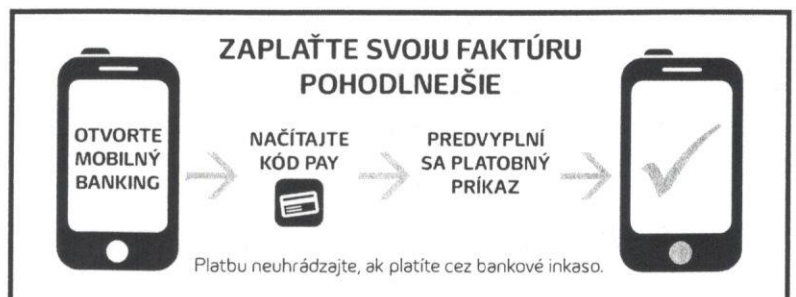 ZAPLAŤTE SVOJU FAKTÚRU
POHODLNEJŠIE
OTVORTE
MOBILNÝ
BANKING
NAČÍTAJTE
KÓD PAY
PREDVYPLNÍ
SA PLATOBNÝ
PRÍKAZ
Platbu neuhrádzajte, ak platíte cez bankové inkaso.